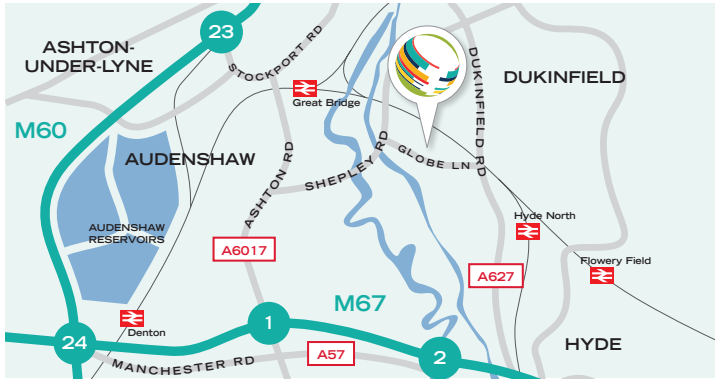 23
ASHTON-
UNDER-LYNE
STOCKPORT RD
DUKINFIELD RD
DUKINFIELD
Great Bridge
M60
AUDENSHAW
SHEPLEY RD
GLOBE LN
ASHTON RD
AUDENSHAW
RESERVOIRS
Hyde North
A6017
Flowery Field
A627
M67
Denton
1
24
HYDE
MANCHESTER RD
A57
2